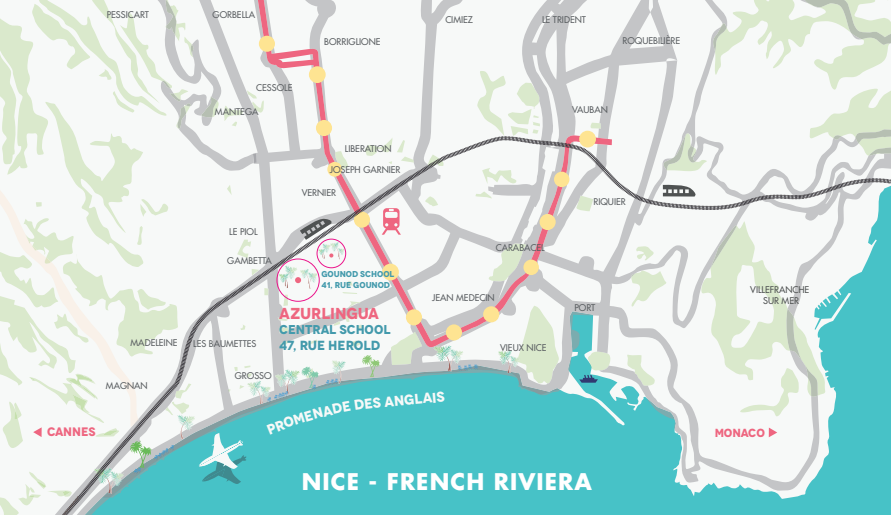 PESSICART
GORBELLA
CIMIEZ
LE TRIDENT
BORRIGLIONE
ROQUEBILIÈRE
CESSOLE
MANTEGA
VAUBAN
LIBERATION
JOSEPH GARNIER
VERNIER
RIQUIER
LE PIOL
CARABACEL
GAMBETTA
GOUNOD SCHOOL
41, RUE GOUNOD
VILLEFRANCHE
SUR MER
JEAN MEDECIN
PORT
AZURLINGUA
CENTRAL SCHOOL
47, RUE HEROLD
MADELEINE
LES BAUMETTES
VIEUX NICE
GROSSO
MAGNAN
PROMENADE DES ANGLAIS
CANNES
MONACO
NICE - FRENCH RIVIERA